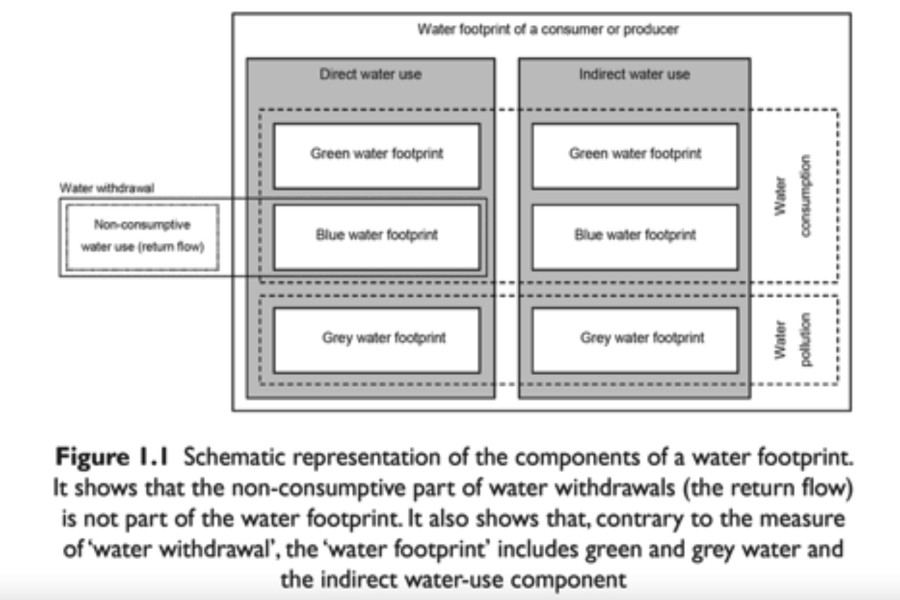 Water footprint of a consumer or producer
Direct water use
Indirect water use
Green water footprint
Green water footprint
Water consumption
Water withdrawal
Non-consumptive
water use (return flow)
Blue water footprint
Blue water footprint
Grey water footprint
Grey water footprint
Water pollution
Figure 1.1 Schematic representation of the components of a water footprint.
It shows that the non-consumptive part of water withdrawals (the return flow)
is not part of the water footprint. It also shows that, contrary to the measure
of ‘water withdrawal’, the ‘water footprint’ includes green and grey water and
the indirect water-use component